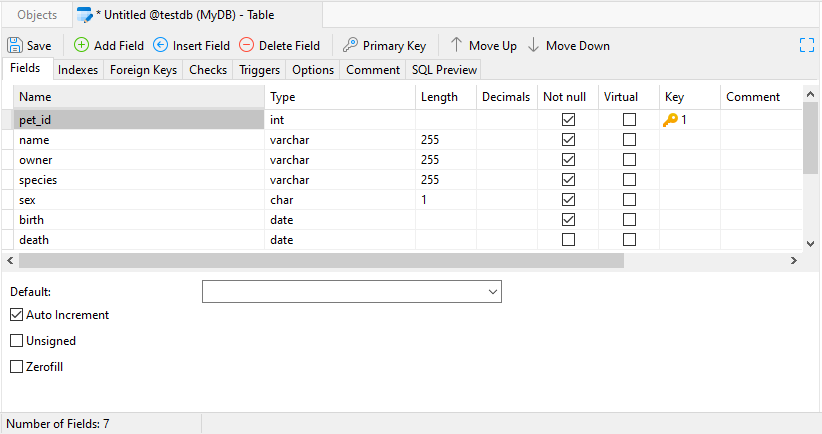 Objects * Untitled @testdb (MyDB) - Table
Save Add Field Insert Field Delete Field Primary Key Move Up Move Down
Fields Indexes Foreign Keys Checks Triggers Options Comment SQL Preview
Name Type Length Decimals Not null Virtual Key Comment
pet_id int 1
name varchar 255
owner varchar 255
species varchar 255
sex char 1
birth date
death date
Default:
Auto Increment
Unsigned
Zerofill
Number of Fields: 7